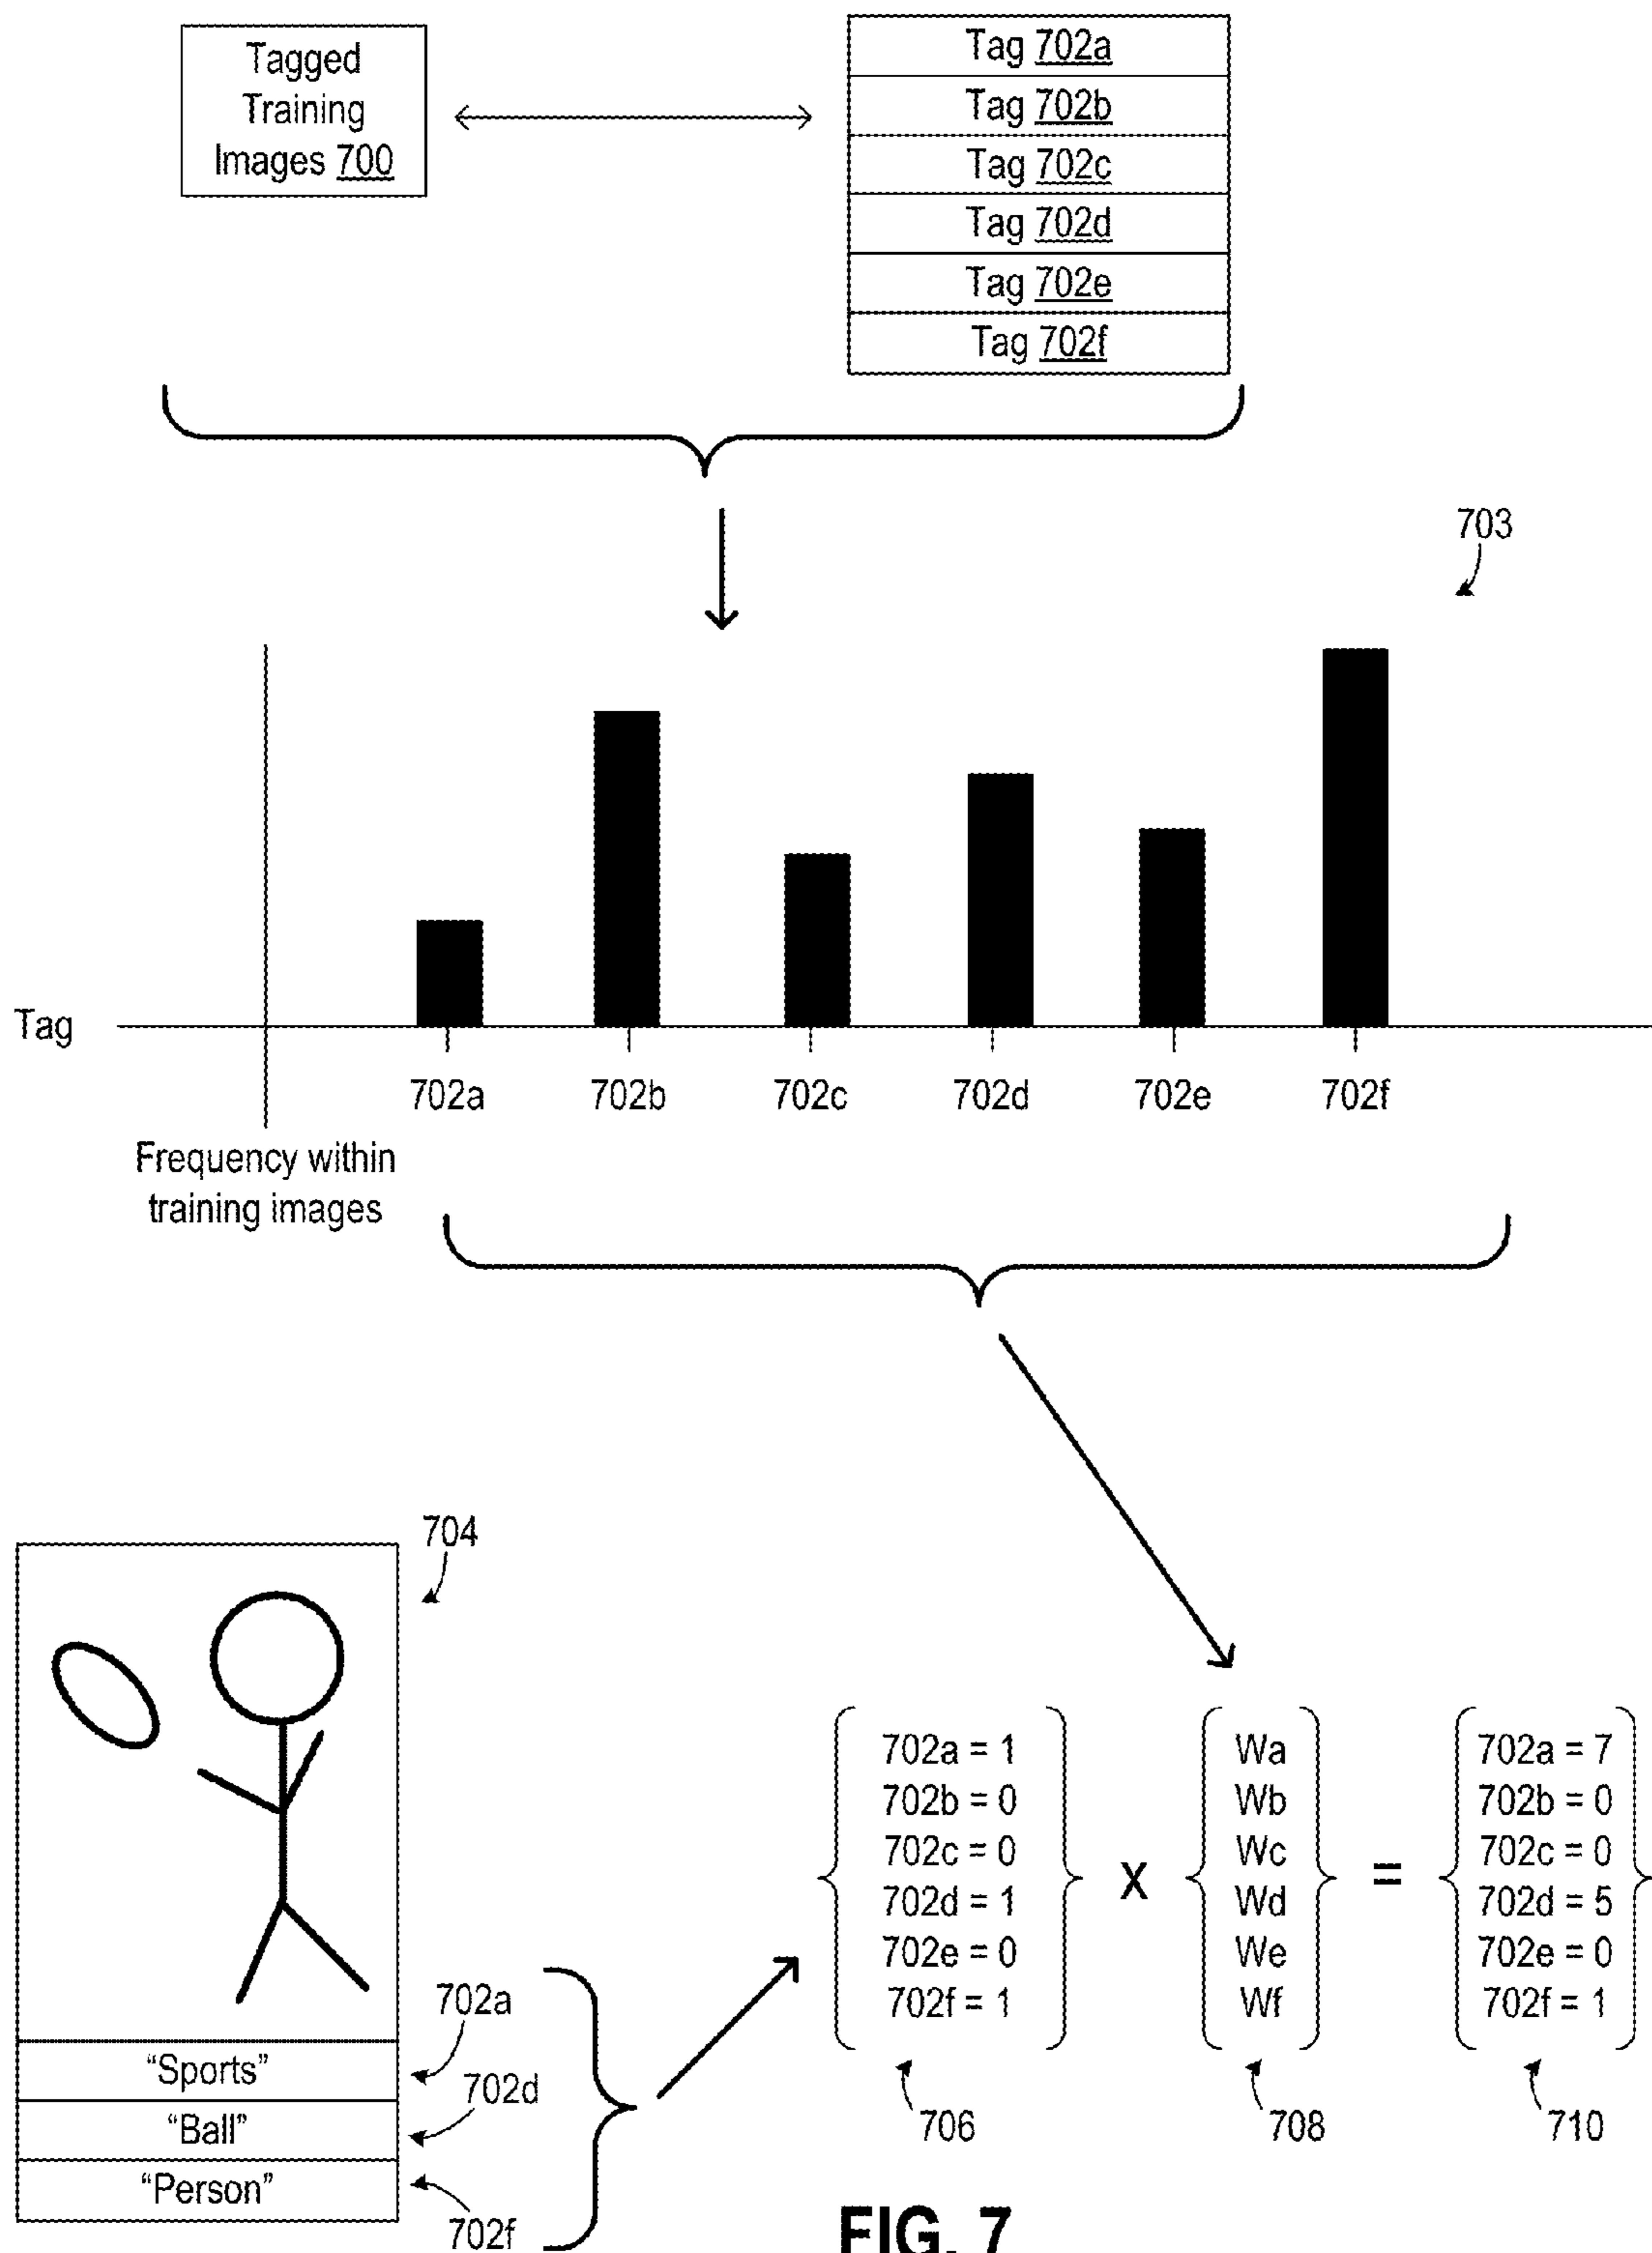 Tagged
Training
Images 700
Tag 702a
Tag 702b
Tag 702c
Tag 702d
Tag 702e
Tag 702f
703
Tag
702a 702b 702c 702d 702e 702f
Frequency within
training images
704
"Sports"
"Ball"
"Person"
702a
702d
702f
702a = 1
702b = 0
702c = 0
702d = 1
702e = 0
702f = 1
706
X
Wa
Wb
Wc
Wd
We
Wf
708
=
702a = 7
702b = 0
702c = 0
702d = 5
702e = 0
702f = 1
710
FIG. 7